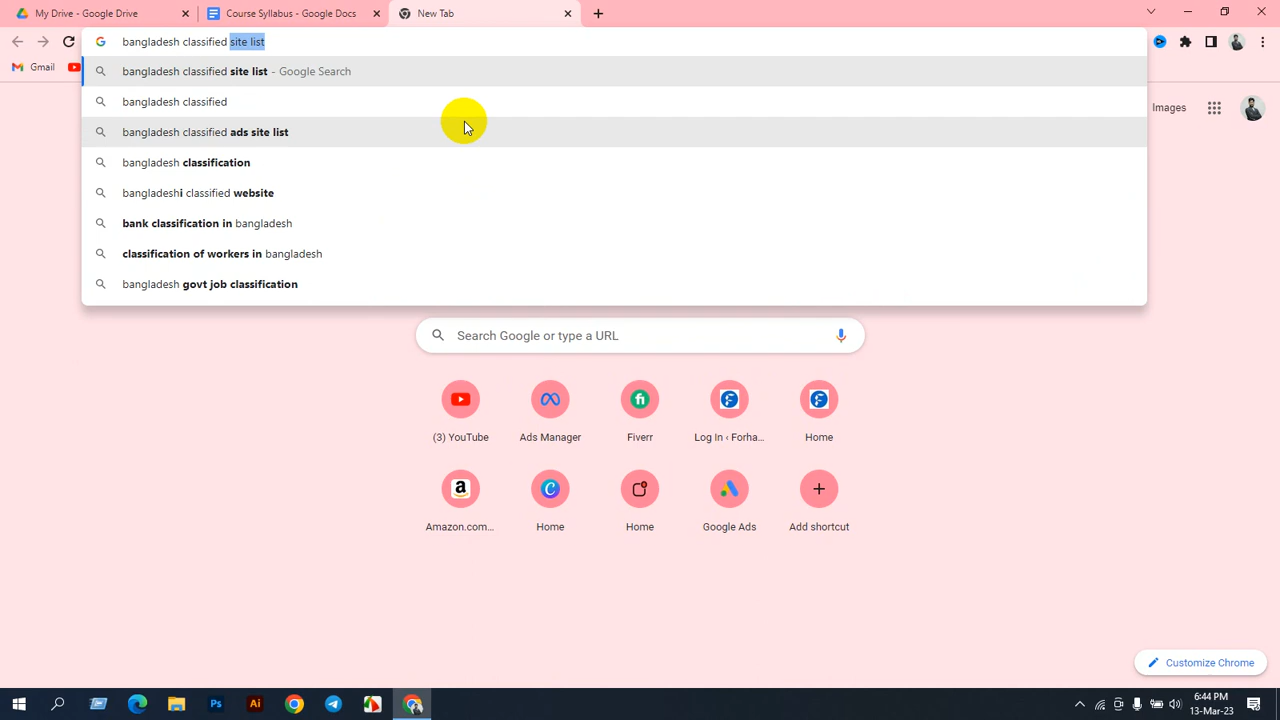 My Drive - Google Drive
Course Syllabus - Google Docs
New Tab
bangladesh classified site list
Gmail
bangladesh classified site list - Google Search
bangladesh classified
Images
bangladesh classified ads site list
bangladesh classification
bangladeshi classified website
bank classification in bangladesh
classification of workers in bangladesh
bangladesh govt job classification
Search Google or type a URL
(3) YouTube
Ads Manager
Fiverr
Log In ‹ Forha...
Home
Amazon.com...
Home
Home
Google Ads
Add shortcut
Customize Chrome
6:44 PM
13-Mar-23